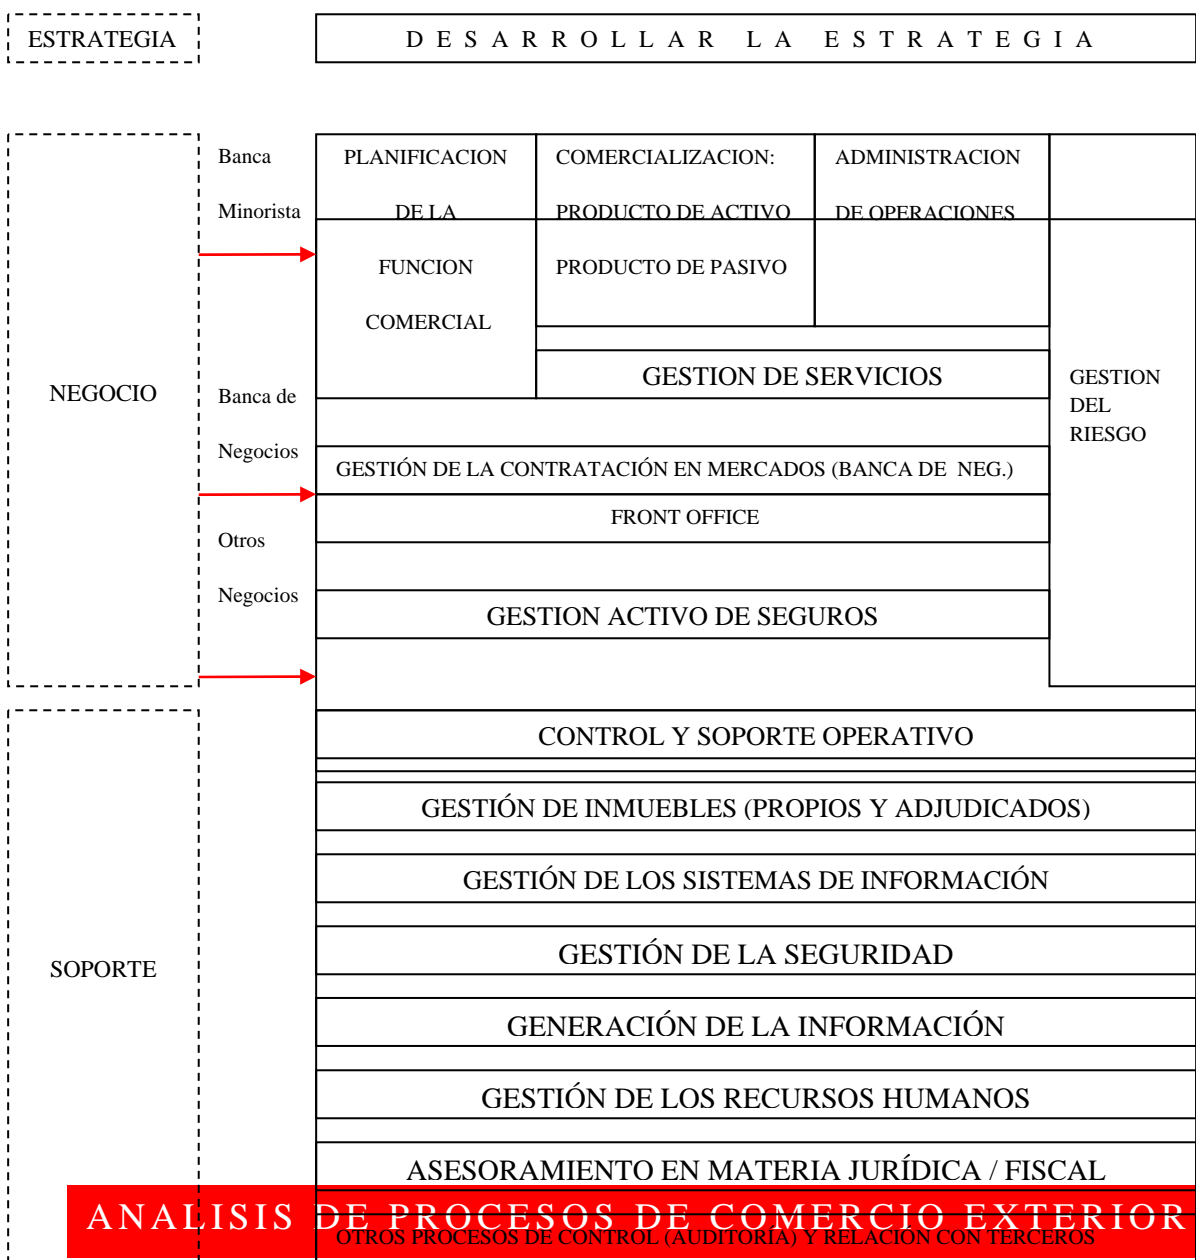 ESTRATEGIA
DESARROLLAR LA ESTRATEGIA
NEGOCIO
Banca
Minorista
PLANIFICACION
DE LA
FUNCION
COMERCIAL
COMERCIALIZACION:
PRODUCTO DE ACTIVO
PRODUCTO DE PASIVO
ADMINISTRACION
DE OPERACIONES
GESTION DE SERVICIOS
GESTION
DEL
RIESGO
Banca de
Negocios
GESTIÓN DE LA CONTRATACIÓN EN MERCADOS (BANCA DE NEG.)
FRONT OFFICE
Otros
Negocios
GESTION ACTIVO DE SEGUROS
SOPORTE
CONTROL Y SOPORTE OPERATIVO
GESTIÓN DE INMUEBLES (PROPIOS Y ADJUDICADOS)
GESTIÓN DE LOS SISTEMAS DE INFORMACIÓN
GESTIÓN DE LA SEGURIDAD
GENERACIÓN DE LA INFORMACIÓN
GESTIÓN DE LOS RECURSOS HUMANOS
ASESORAMIENTO EN MATERIA JURÍDICA / FISCAL
ANALISIS DE PROCESOS DE COMERCIO EXTERIOR
OTROS PROCESOS DE CONTROL (AUDITORÍA) Y RELACIÓN CON TERCEROS